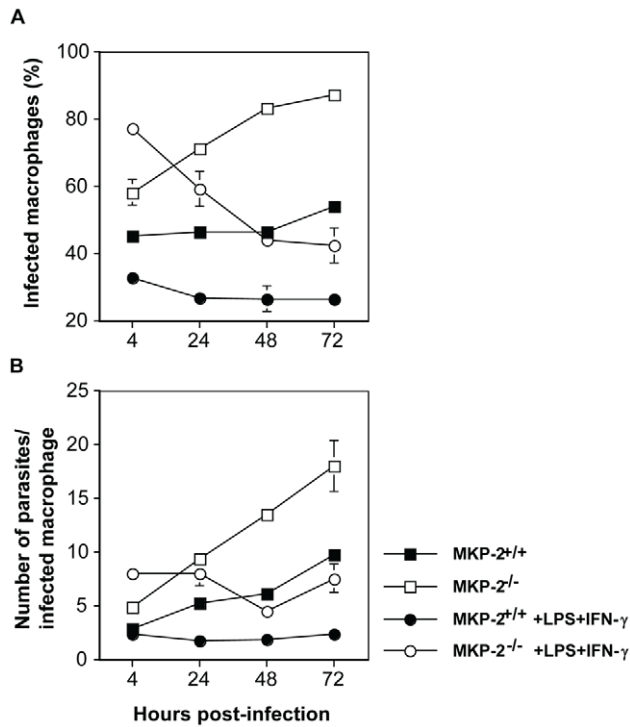 A
Infected macrophages (%)
100
80
60
40
20
4 24 48 72
B
Number of parasites/
infected macrophage
25
20
15
10
5
0
4 24 48 72
Hours post-infection
MKP-2+/+
MKP-2-/-
MKP-2+/+ +LPS+IFN-γ
MKP-2-/- +LPS+IFN-γ